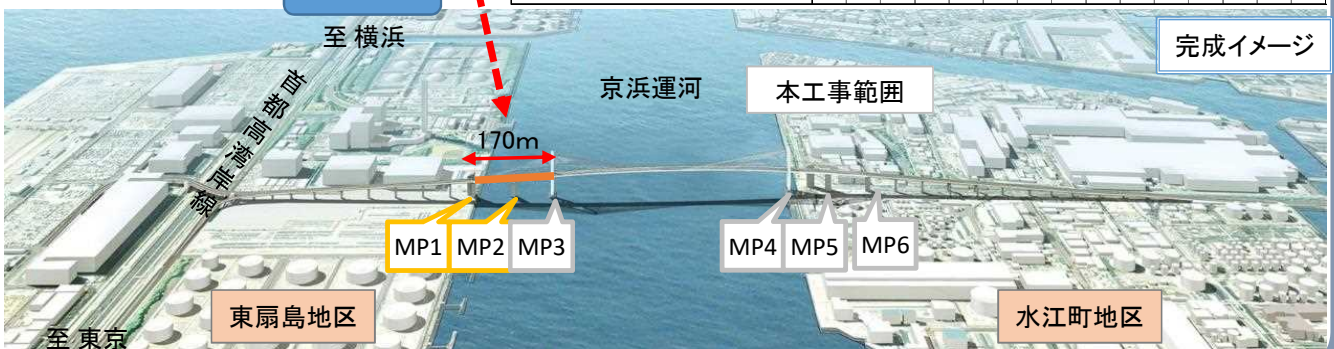 至 横浜
完成イメージ
首都高湾岸線
京浜運河
本工事範囲
170m
MP1
MP2
MP3
MP4
MP5
MP6
東扇島地区
水江町地区
至 東京